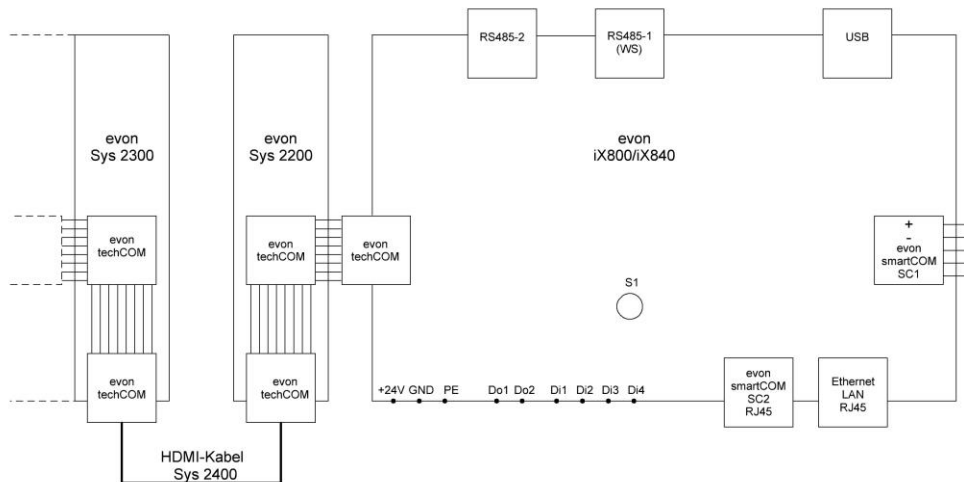 RS485-2
RS485-1
(WS)
USB
evon
Sys 2300
evon
Sys 2200
evon
iX800/iX840
evon
techCOM
evon
techCOM
evon
techCOM
+
-
evon
smartCOM
SC1
S1
evon
techCOM
evon
techCOM
+24V GND PE Do1 Do2 Di1 Di2 Di3 Di4
evon
smartCOM
SC2
RJ45
Ethernet
LAN
RJ45
HDMI-Kabel
Sys 2400